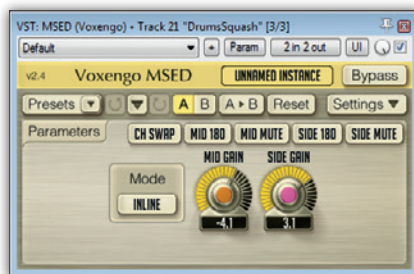 VST: MSED (Voxengo) - Track 21 "DrumsSquash" [3/3]
Default + Param 2 in 2 out UI
v2.4 Voxengo MSED UNNAMED INSTANCE Bypass
Presets A B A ▸ B Reset Settings
Parameters CH SWAP MID 180 MID MUTE SIDE 180 SIDE MUTE
MID GAIN SIDE GAIN
Mode
INLINE
-4.1 3.1